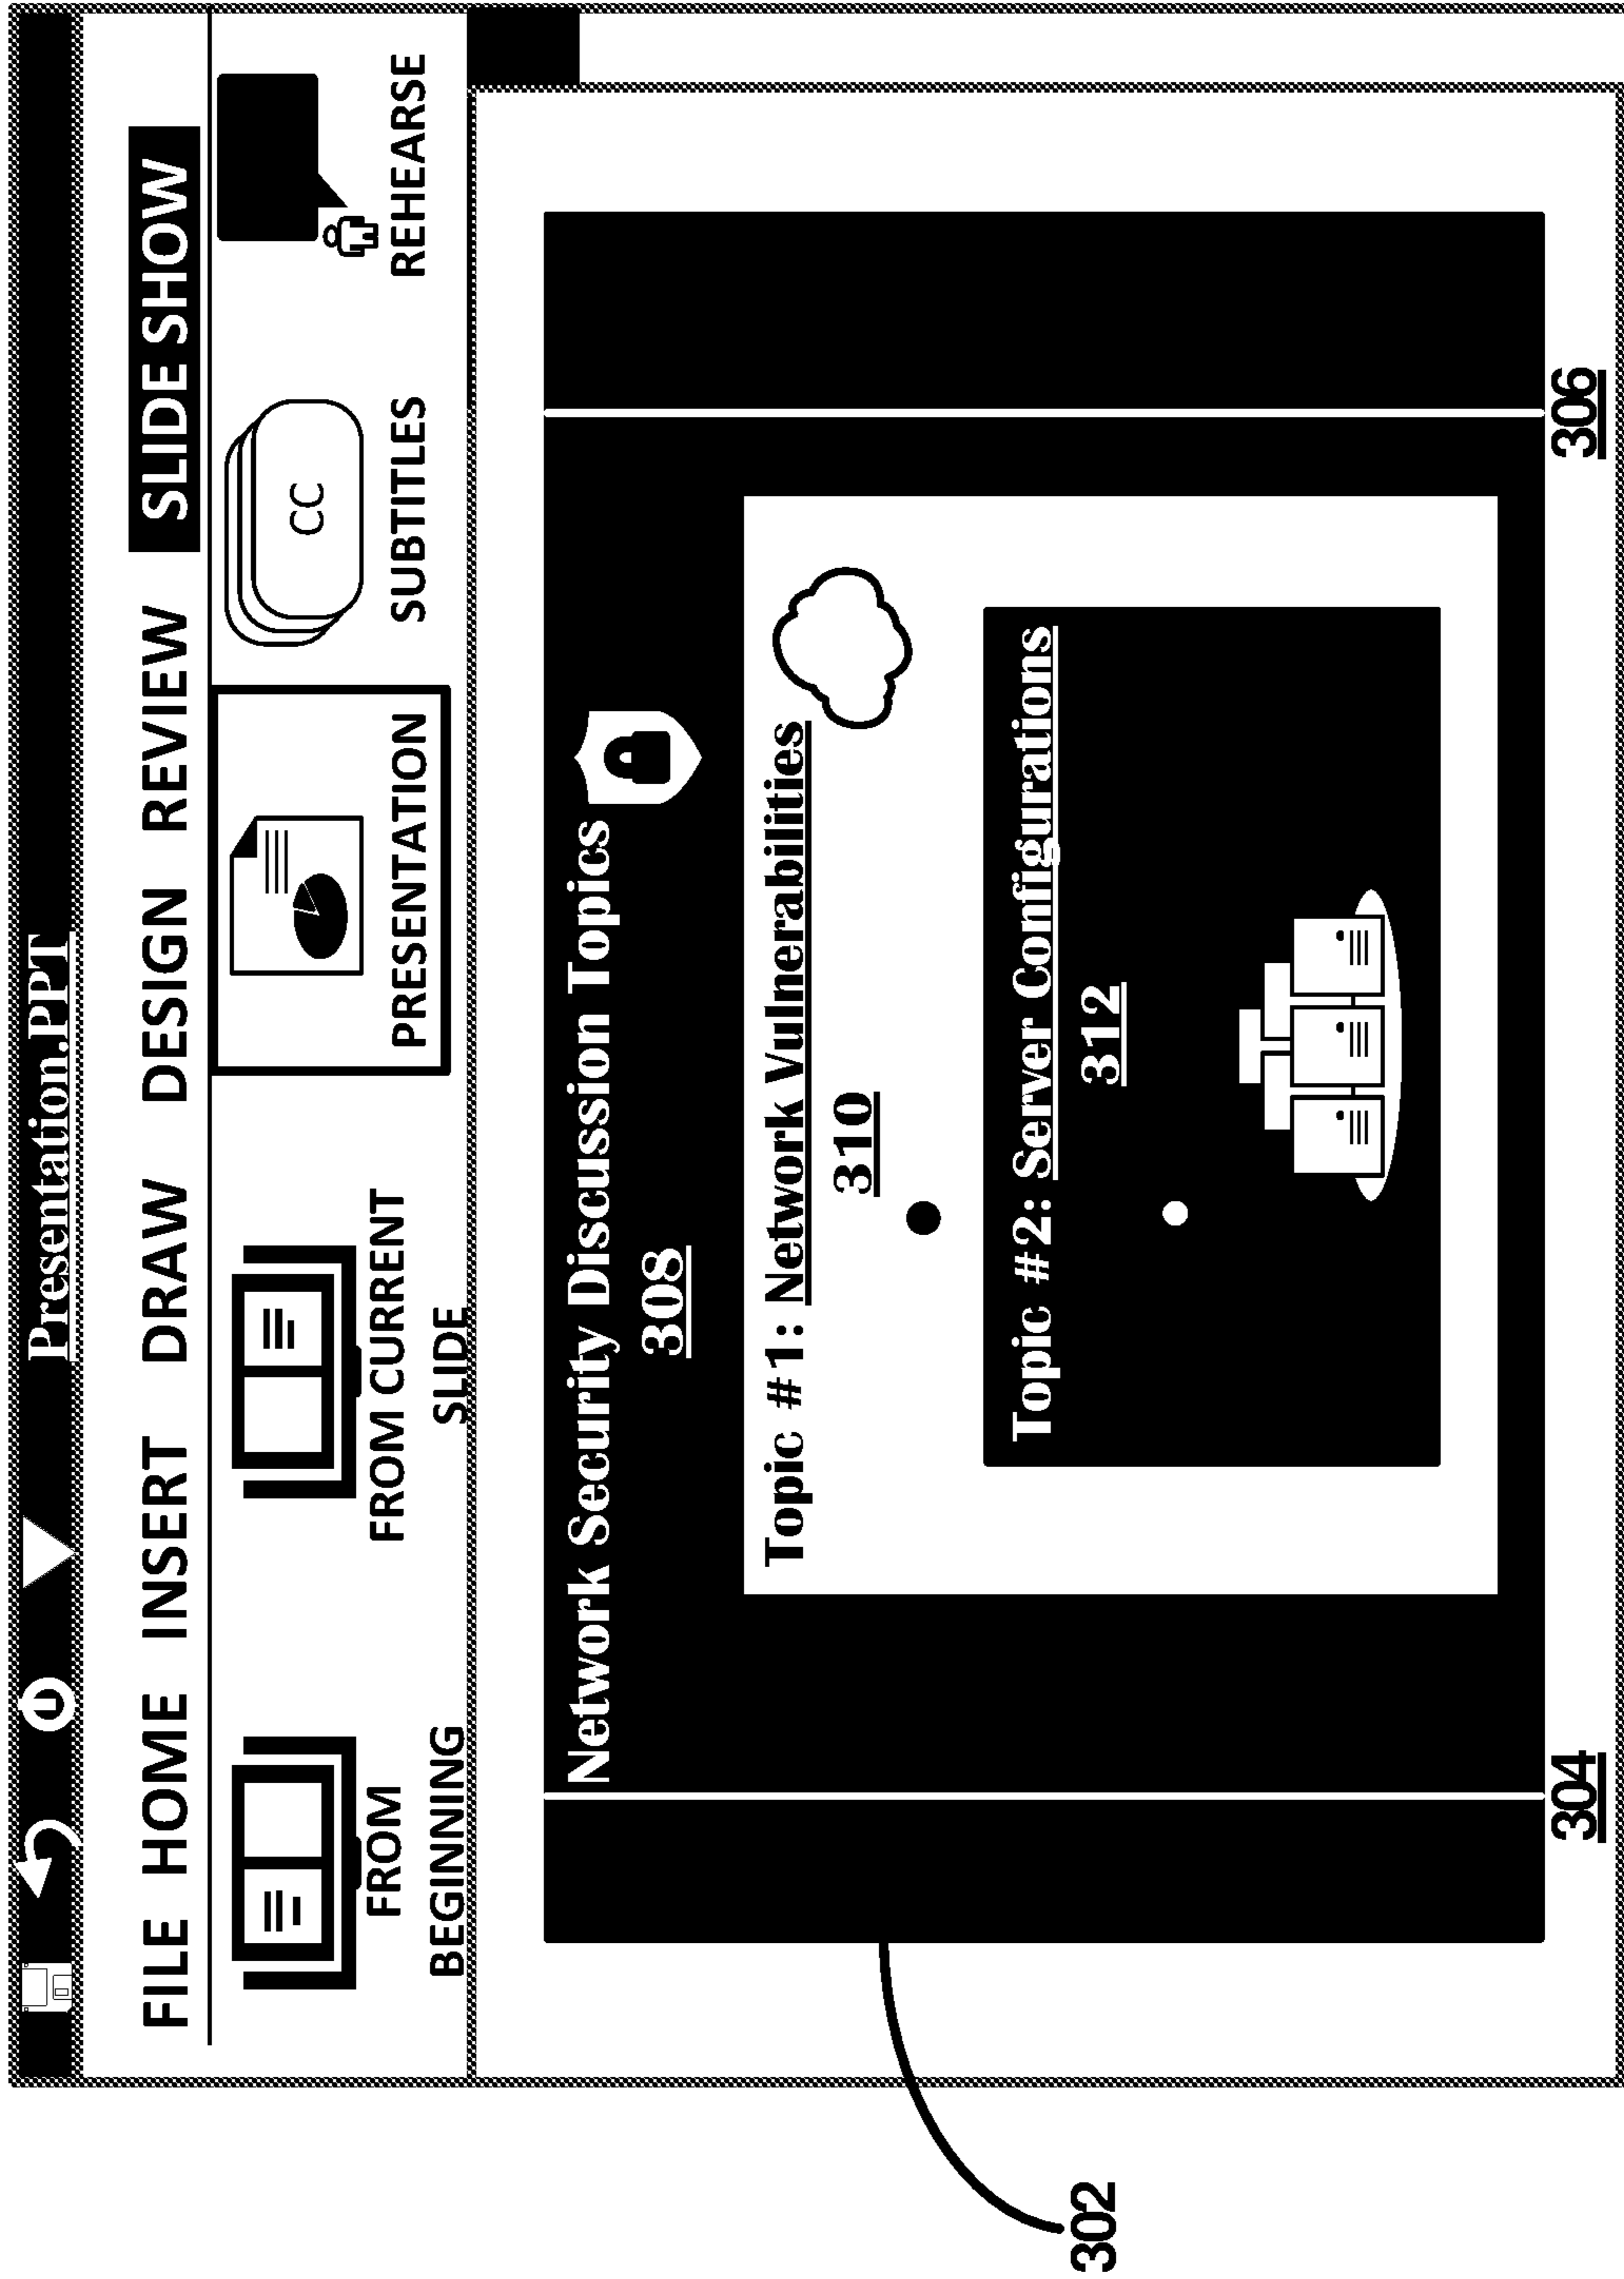 Presentation.PPT
FILE HOME INSERT DRAW DESIGN REVIEW SLIDE SHOW
FROM BEGINNING
FROM CURRENT SLIDE
PRESENTATION
CC
SUBTITLES
REHEARSE
Network Security Discussion Topics
308
Topic #1: Network Vulnerabilities
310
Topic #2: Server Configurations
312
302
304
306